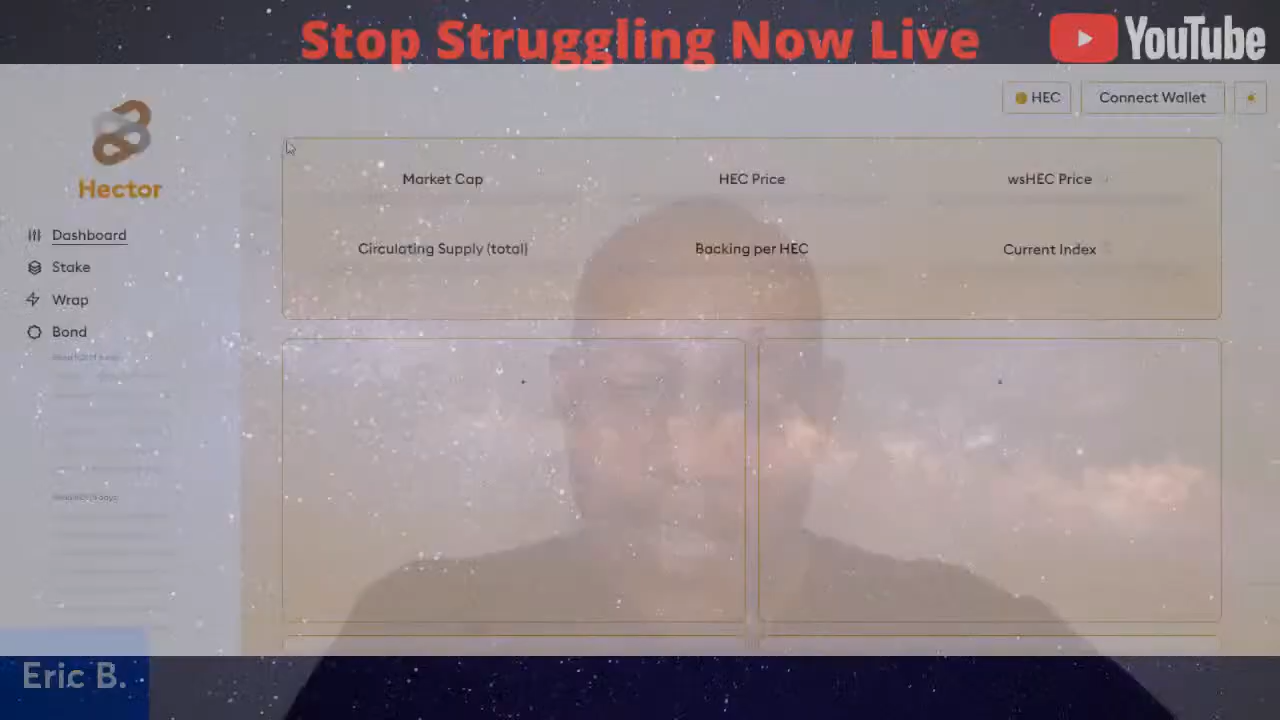 Stop Struggling Now Live
YouTube
HEC
Connect Wallet
Hector
Dashboard
Stake
Wrap
Bond
Market Cap
HEC Price
wsHEC Price
Circulating Supply (total)
Backing per HEC
Current Index
Eric B.